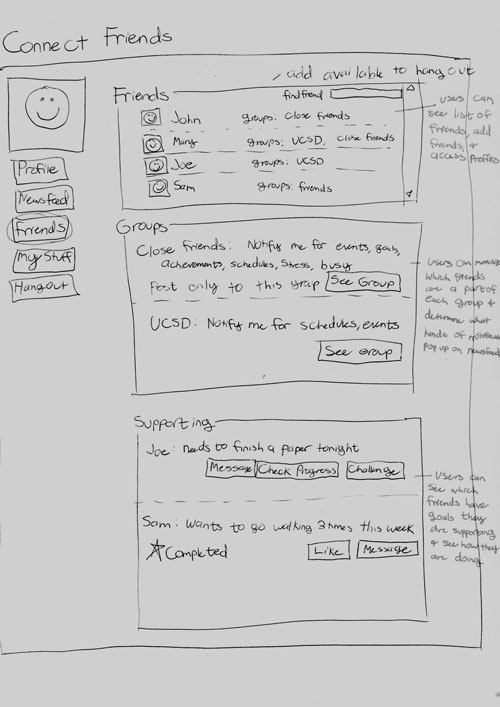 Connect Friends
add available to hang out
Friends
find friend
John groups: close friends
Mary groups: UCSD, close friends
Joe groups: UCSD
Sam groups: friends
users can
see list of
friends, add
friends, &
access profiles
Profile
Newsfeed
Friends
My Stuff
Hangout
Groups
Close friends: Notify me for events, goals,
achievements, schedules, stress, busy
Post only to this group See Group
UCSD: Notify me for schedules, events
See Group
users can manage
which friends
are a part of
each group &
determine what
kinds of
pop up on newsfeed
Supporting
Joe: needs to finish a paper tonight
Message Check Progress Challenge
Sam: Wants to go walking 3 times this week
Completed Like Message
Users can
see which
friends have
goals they
are supporting
& see how they
are doing